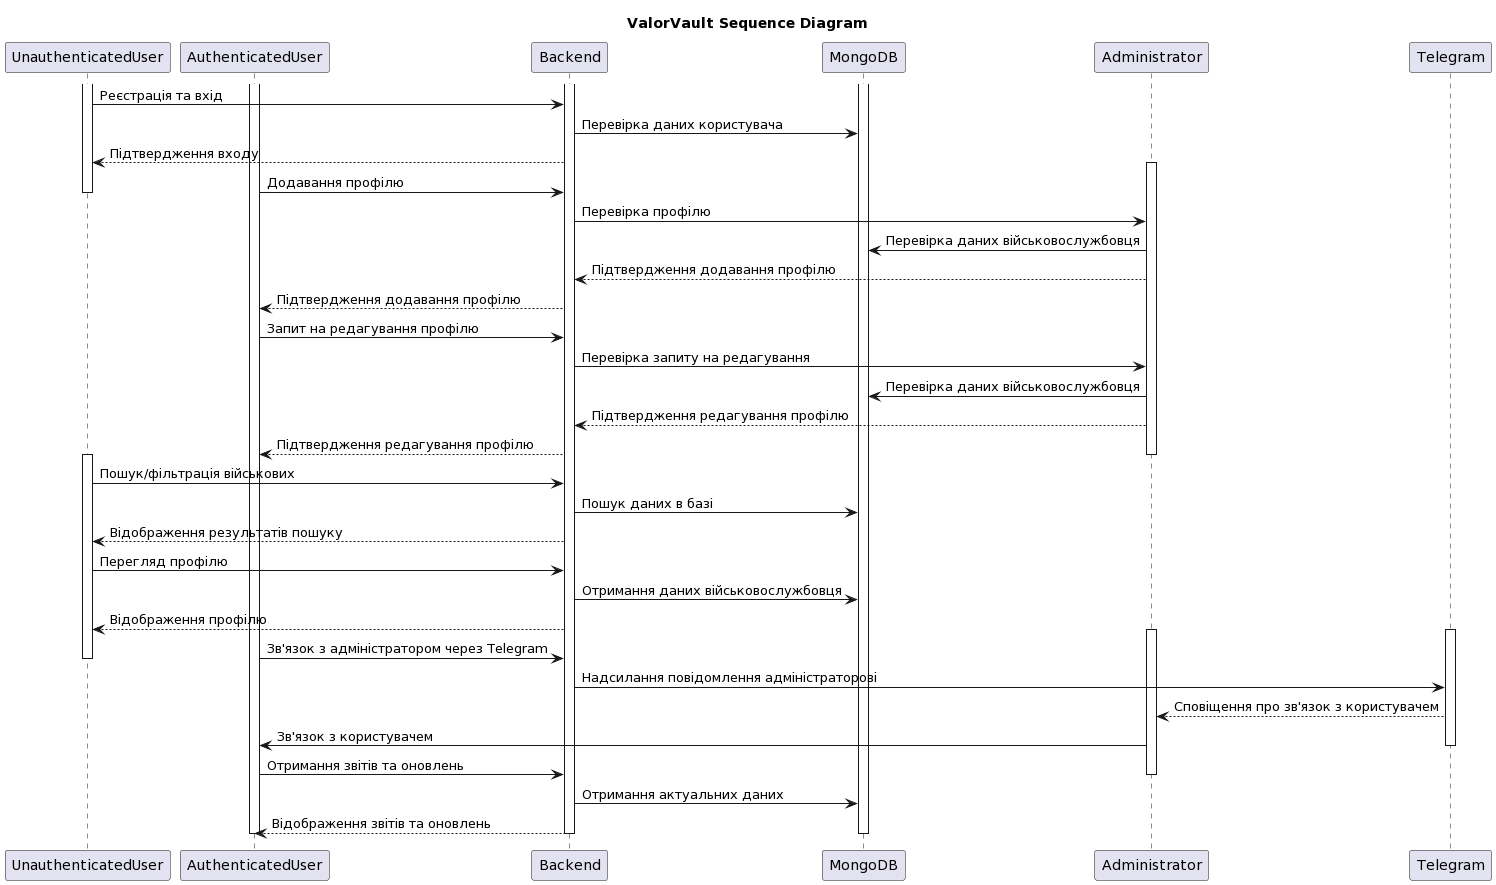 ValorVault Sequence Diagram
UnauthenticatedUser
AuthenticatedUser
Backend
MongoDB
Administrator
Telegram
Реєстрація та вхід
Перевірка даних користувача
Підтвердження входу
Додавання профілю
Перевірка профілю
Перевірка даних військовослужбовця
Підтвердження додавання профілю
Підтвердження додавання профілю
Запит на редагування профілю
Перевірка запиту на редагування
Перевірка даних військовослужбовця
Підтвердження редагування профілю
Підтвердження редагування профілю
Пошук/фільтрація військових
Пошук даних в базі
Відображення результатів пошуку
Перегляд профілю
Отримання даних військовослужбовця
Відображення профілю
Зв'язок з адміністратором через Telegram
Надсилання повідомлення адміністраторові
Сповіщення про зв'язок з користувачем
Зв'язок з користувачем
Отримання звітів та оновлень
Отримання актуальних даних
Відображення звітів та оновлень
UnauthenticatedUser
AuthenticatedUser
Backend
MongoDB
Administrator
Telegram